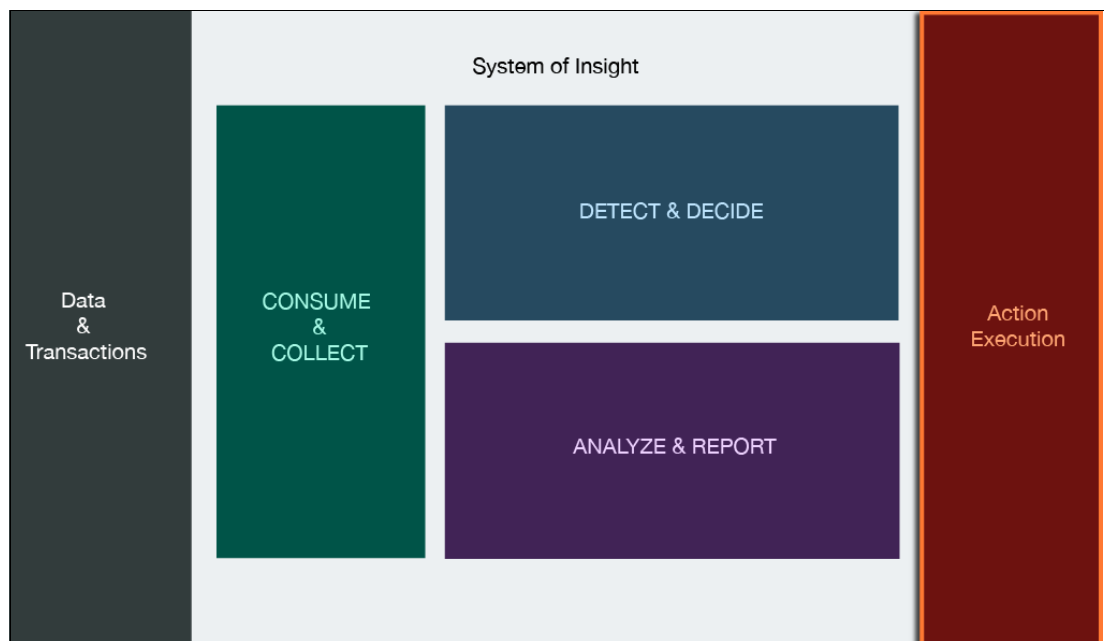 System of Insight
Data
&
Transactions
CONSUME
&
COLLECT
DETECT & DECIDE
ANALYZE & REPORT
Action
Execution